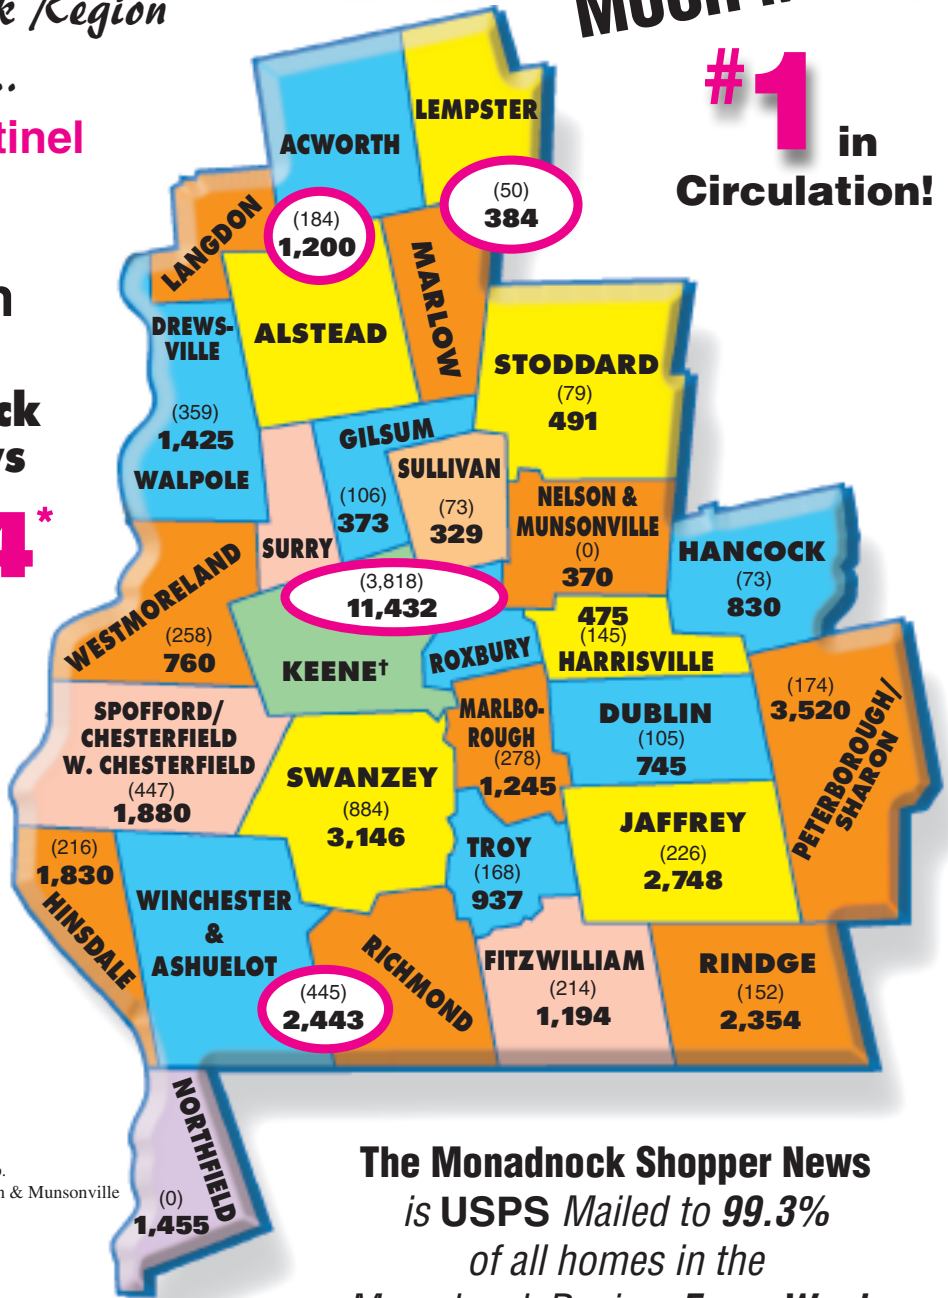 k Region
MUCH
..
tinel
#1 in
Circulation!
LEMPSTER
ACWORTH
(50)
384
LANGDON
(184)
1,200
MARLOW
DREWS-
VILLE
ALSTEAD
STODDARD
(79)
491
(359)
1,425
WALPOLE
GILSUM
(106)
373
SULLIVAN
(73)
329
NELSON &
MUNSONVILLE
(0)
370
ck
s
4*
SURRY
HANCOCK
(73)
830
WESTMORELAND
(258)
760
(3,818)
11,432
KEENE†
ROXBURY
475
(145)
HARRISVILLE
(174)
3,520
PETERBOROUGH/
SHARON
SPOFFORD/
CHESTERFIELD
W. CHESTERFIELD
(447)
1,880
MARLBO-
ROUGH
(278)
1,245
DUBLIN
(105)
745
SWANZEY
(884)
3,146
JAFFREY
(226)
2,748
TROY
(168)
937
(216)
1,830
HINSDALE
WINCHESTER
&
ASHUELOT
(445)
2,443
RICHMOND
FITZWILLIAM
(214)
1,194
RINDGE
(152)
2,354
NORTHFIELD
(0)
1,455
n & Munsonville
The Monadnock Shopper News
is USPS Mailed to 99.3%
of all homes in the